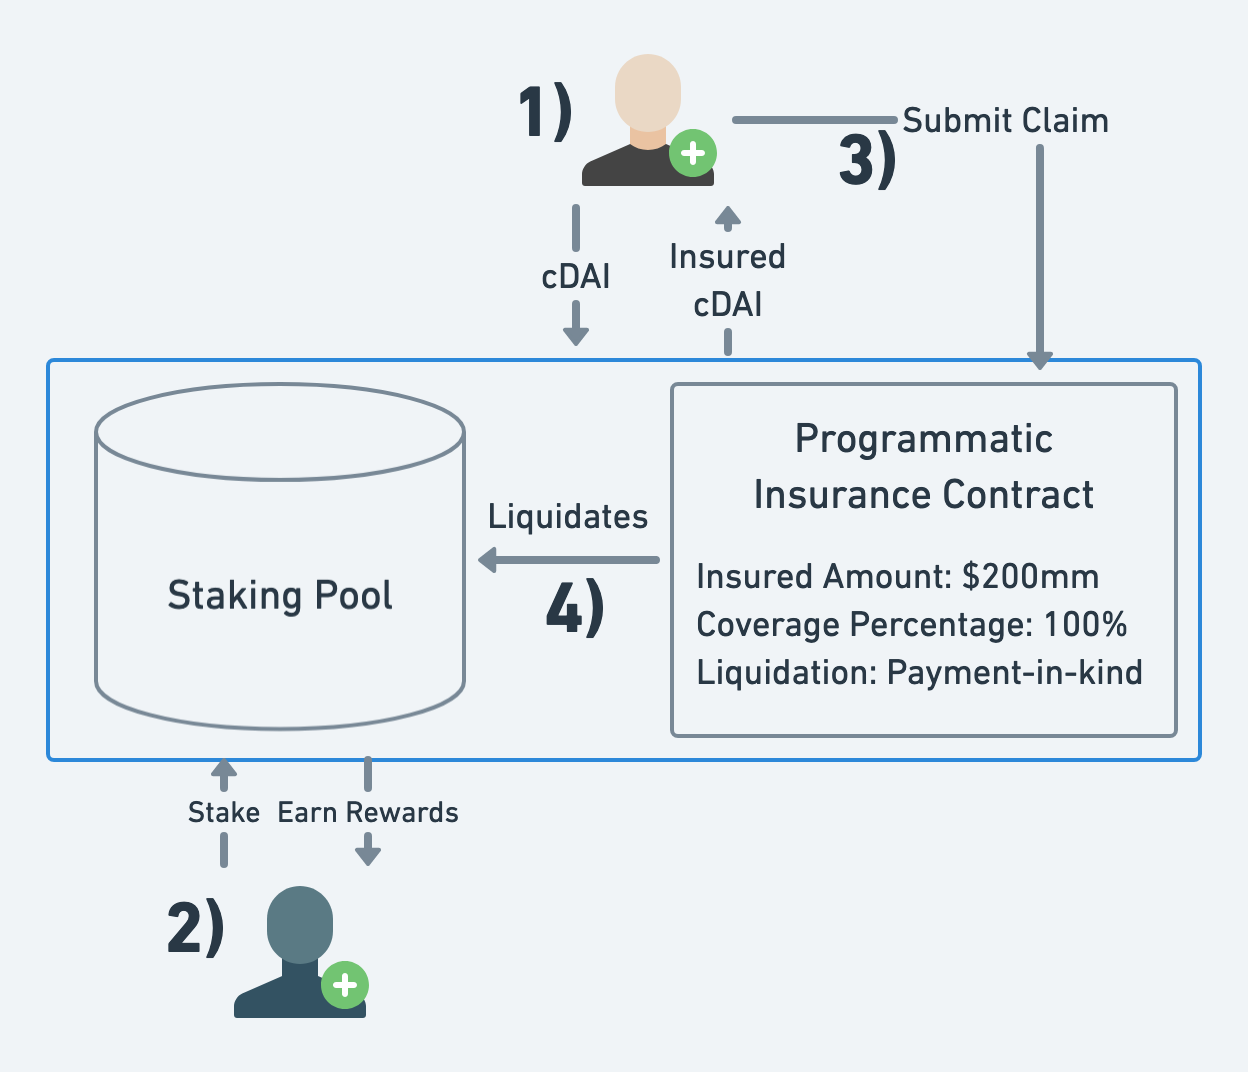 1)
Submit Claim
3)
cDAI
Insured
cDAI
Programmatic
Insurance Contract
Insured Amount: $200mm
Coverage Percentage: 100%
Liquidation: Payment-in-kind
Liquidates
4)
Staking Pool
Stake
Earn Rewards
2)